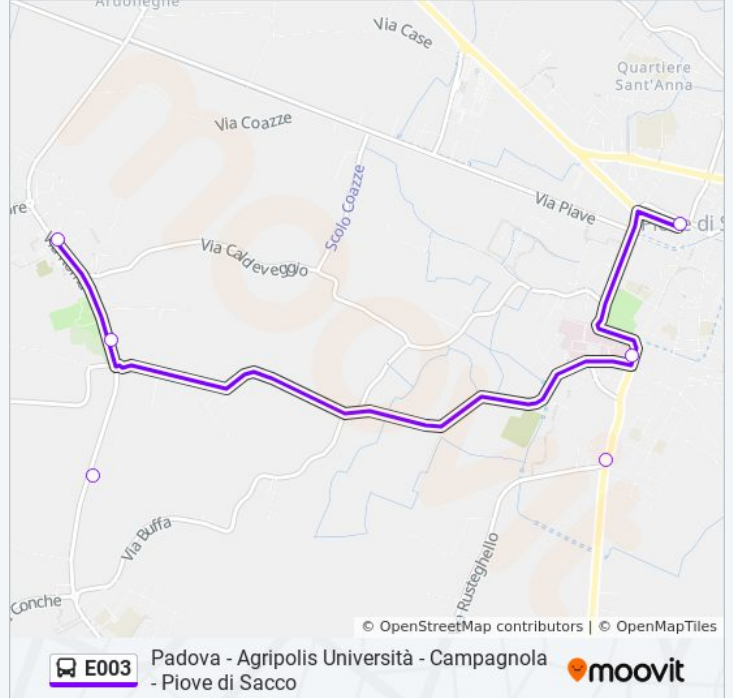 Ardoneghe
Via Case
Quartiere
Sant'Anna
Via Coazze
Scolo Coazze
Via Piave
Via Caldeveggio
Via Buffa
Rusteghello
Conche
© OpenStreetMap contributors | © OpenMapTiles
E003
Padova - Agripolis Università - Campagnola
- Piove di Sacco
moovit